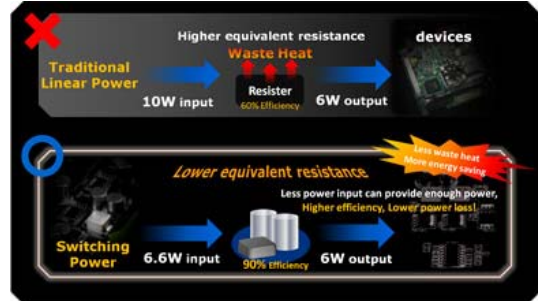 Higher equivalent resistance
devices
Waste Heat
Traditional
Linear Power
Resister
60% Efficiency
10W input
6W output
Less waste heat
More energy saving
Lower equivalent resistance
Less power input can provide enough power,
Higher efficiency, Lower power loss!
Switching
Power
6.6W input
90% Efficiency
6W output